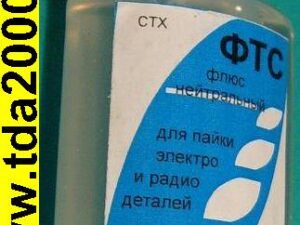 www.tda2000
СТХ
ФТС
флюс
нейтральный
для пайки
электро
и радио
деталей